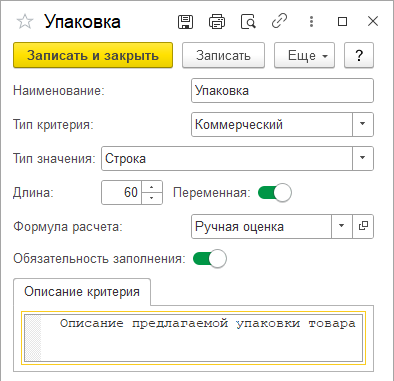 Упаковка
Записать и закрыть Записать Еще ?
Наименование: Упаковка
Тип критерия: Коммерческий
Тип значения: Строка
Длина: 60 Переменная:
Формула расчета: Ручная оценка
Обязательность заполнения:
Описание критерия
Описание предлагаемой упаковки товара